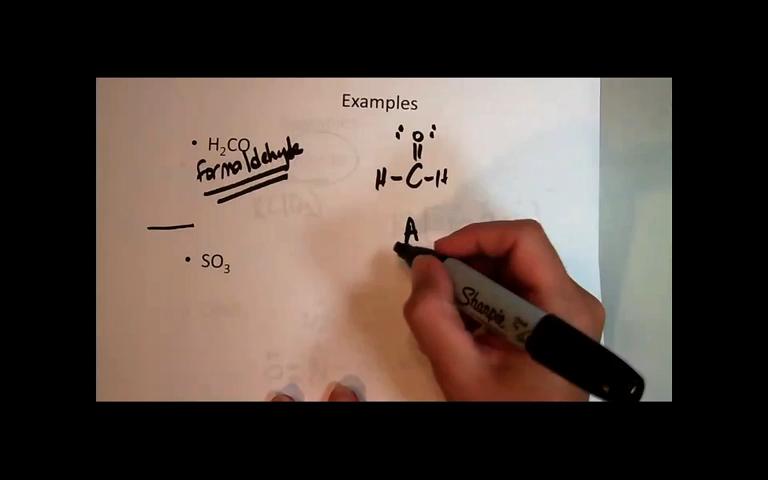 Examples
• H₂CO
formaldehyde
:O:
||
H-C-H
A
• SO₃
Sharpie